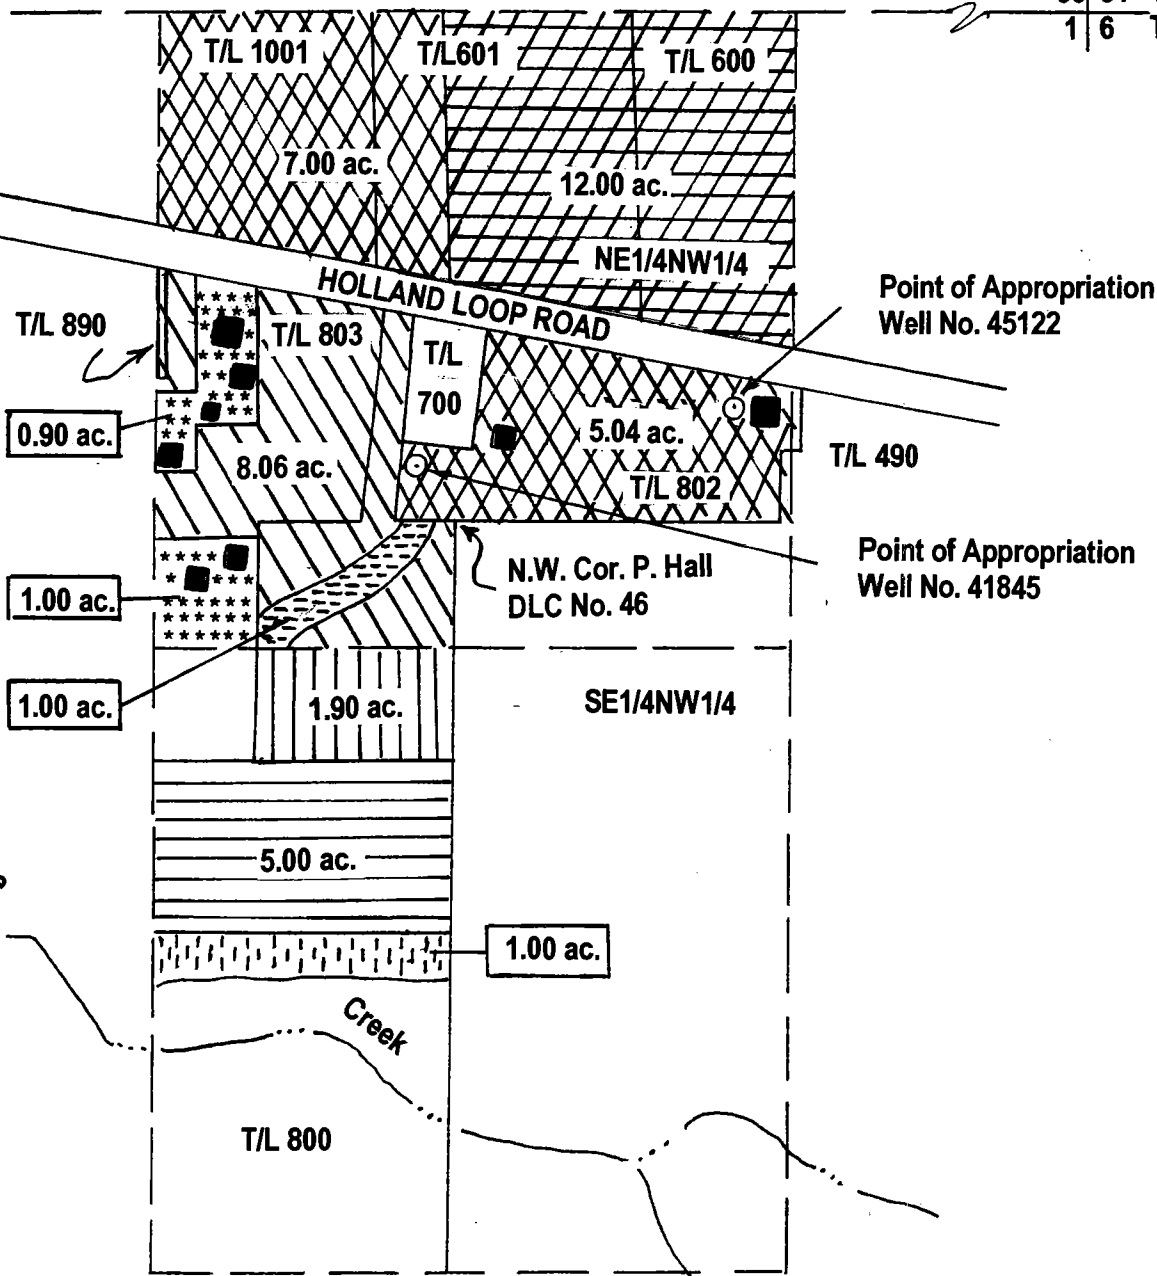 1 6 T
T/L 1001
T/L601
T/L 600
7.00 ac.
12.00 ac.
NE1/4NW1/4
HOLLAND LOOP ROAD
Point of Appropriation
Well No. 45122
T/L 890
T/L 803
T/L
700
0.90 ac.
8.06 ac.
5.04 ac.
T/L 802
T/L 490
Point of Appropriation
Well No. 41845
N.W. Cor. P. Hall
DLC No. 46
1.00 ac.
1.00 ac.
1.90 ac.
SE1/4NW1/4
5.00 ac.
1.00 ac.
Creek
T/L 800